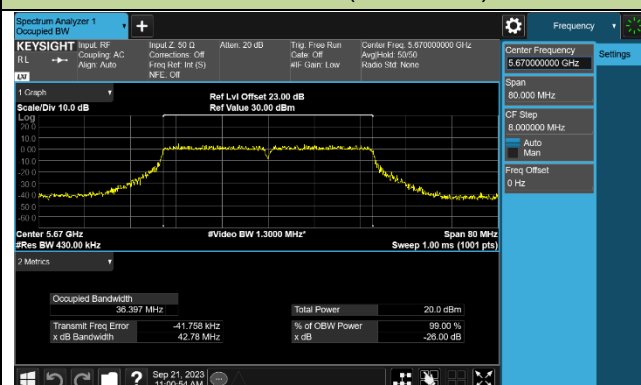 Spectrum Analyzer 1
Occupied BW
+
Frequency
KEYSIGHT
RL
LXI
Input: RF
Coupling: AC
Align: Auto
Input Z: 50 Ω
Corrections: Off
Freq Ref: Int (S)
NFE: Off
Atten: 20 dB
Trig: Free Run
Gate: Off
#IF Gain: Low
Center Freq: 5.670000000 GHz
Avg|Hold: 50/50
Radio Std: None
Center Frequency
5.670000000 GHz
Settings
Span
80.000 MHz
CF Step
8.000000 MHz
Auto
Man
Freq Offset
0 Hz
1 Graph
Scale/Div 10.0 dB
Ref Lvl Offset 23.00 dB
Ref Value 30.00 dBm
Log
20.0
10.0
0.00
-10.0
-20.0
-30.0
-40.0
-50.0
-60.0
Center 5.67 GHz
#Res BW 430.00 kHz
#Video BW 1.3000 MHz*
Span 80 MHz
Sweep 1.00 ms (1001 pts)
2 Metrics
Occupied Bandwidth
36.397 MHz
Total Power 20.0 dBm
Transmit Freq Error -41.758 kHz
% of OBW Power 99.00 %
x dB Bandwidth 42.78 MHz
x dB -26.00 dB
?
Sep 21, 2023
11:00:54 AM